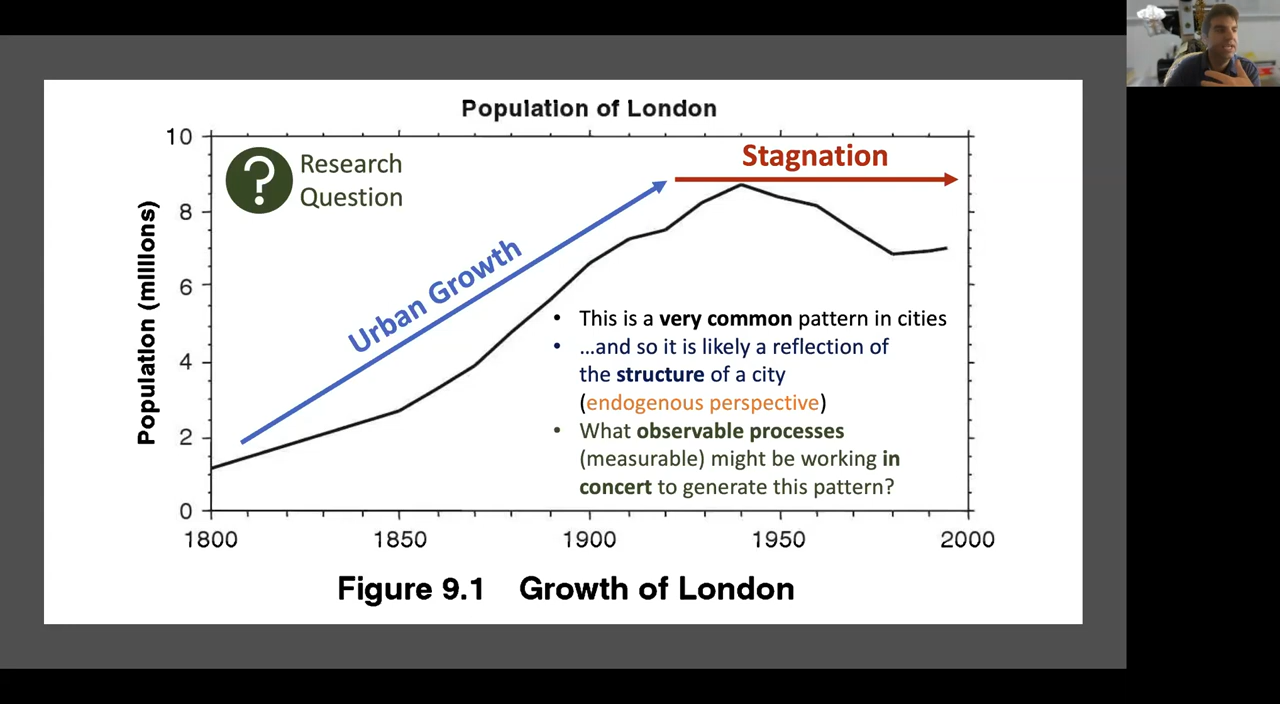 Population of London
10
8
6
4
2
0
Population (millions)
Research
Question
?
Urban Growth
Stagnation
• This is a very common pattern in cities
• …and so it is likely a reflection of
the structure of a city
(endogenous perspective)
• What observable processes
(measurable) might be working in
concert to generate this pattern?
1800 1850 1900 1950 2000
Figure 9.1 Growth of London